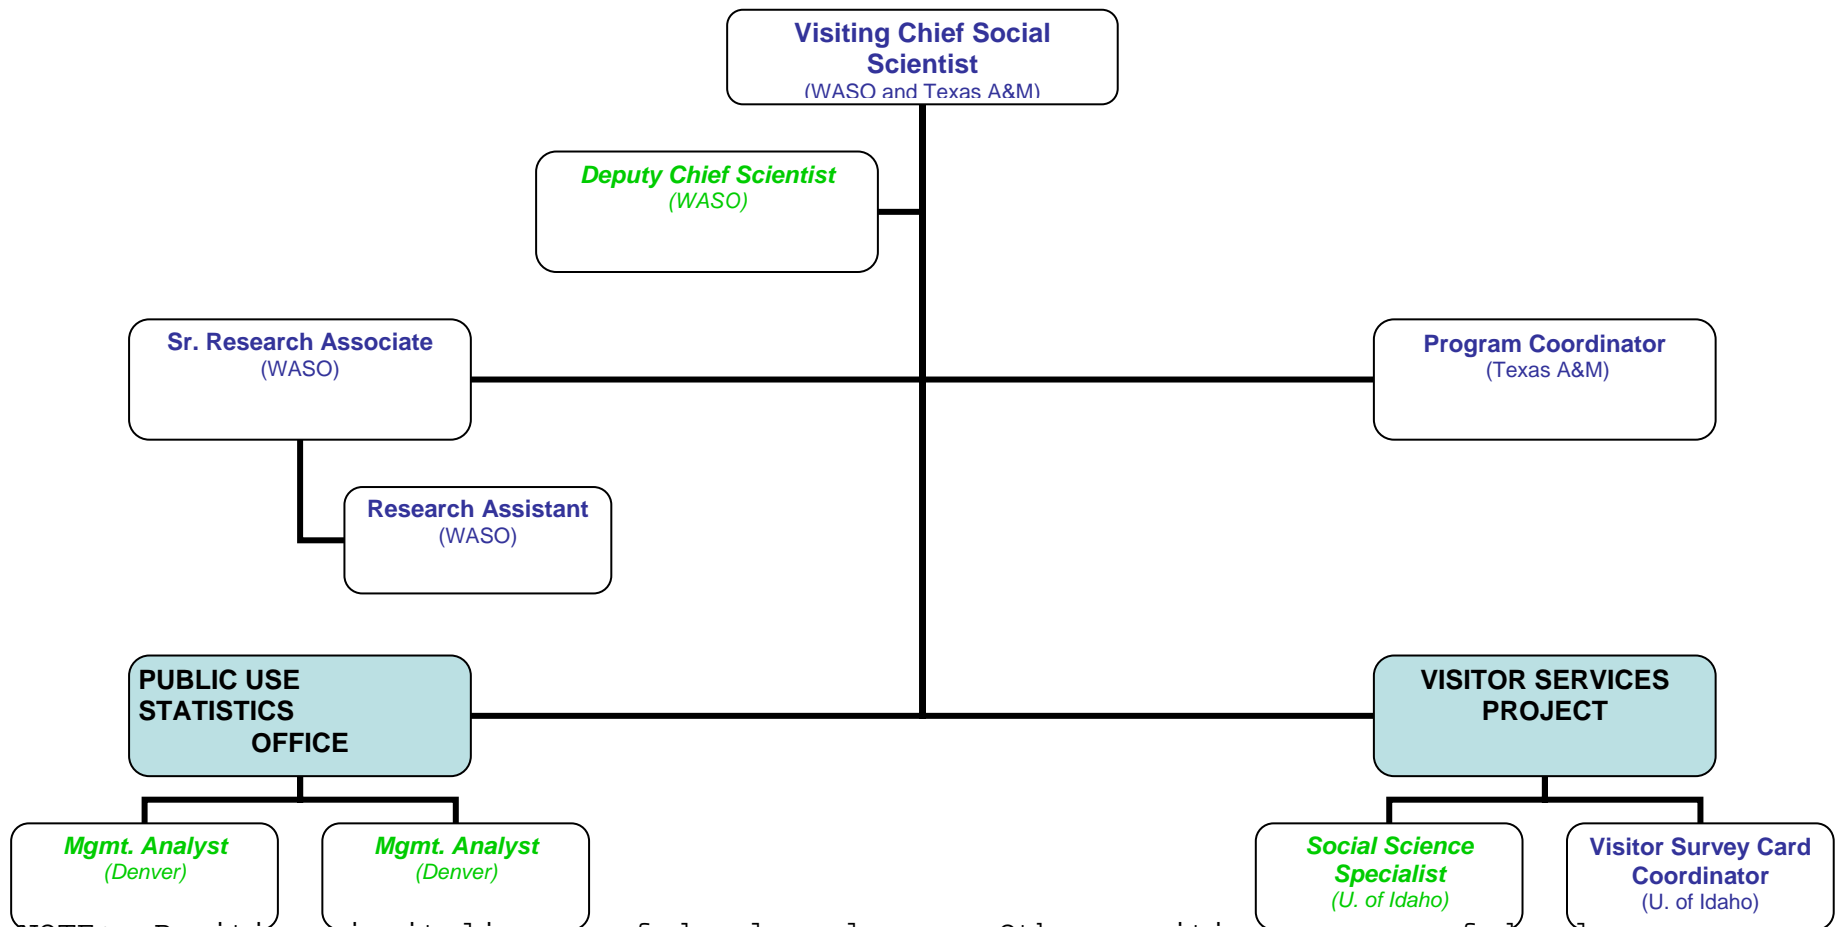 Visiting Chief Social
Scientist
(WASO and Texas A&M)
Deputy Chief Scientist
(WASO)
Sr. Research Associate
(WASO)
Program Coordinator
(Texas A&M)
Research Assistant
(WASO)
PUBLIC USE
STATISTICS
OFFICE
VISITOR SERVICES
PROJECT
Mgmt. Analyst
(Denver)
Mgmt. Analyst
(Denver)
Social Science
Specialist
(U. of Idaho)
Visitor Survey Card
Coordinator
(U. of Idaho)